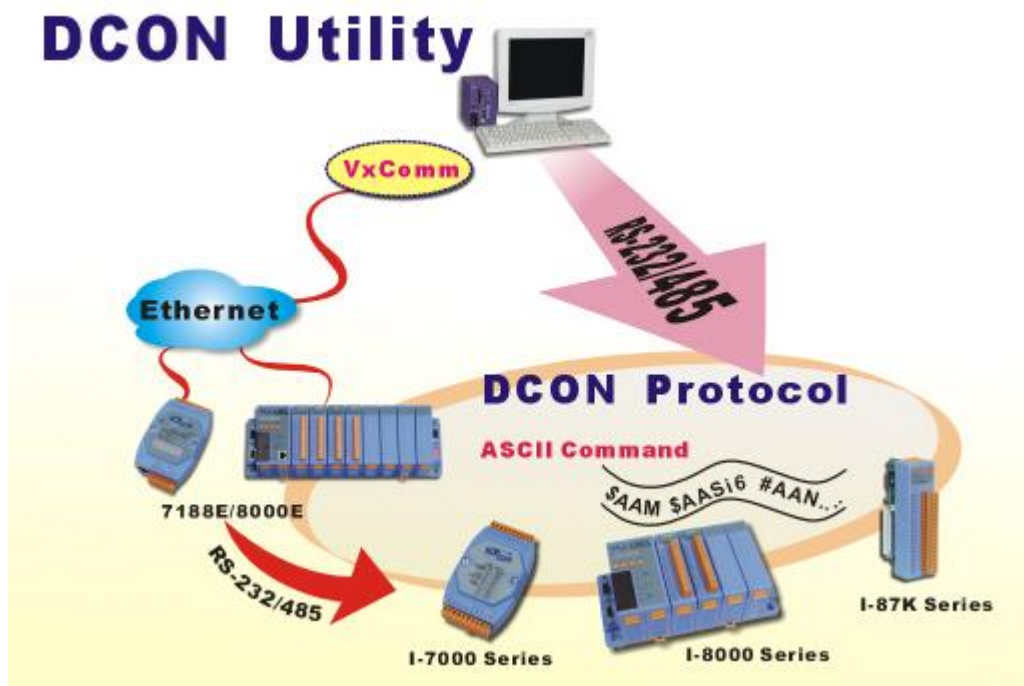 DCON Utility
VxComm
RS-232/485
Ethernet
DCON Protocol
ASCII Command
$AAM $AASi6 #AAN...:
7188E/8000E
RS-232/485
I-87K Series
I-7000 Series
I-8000 Series